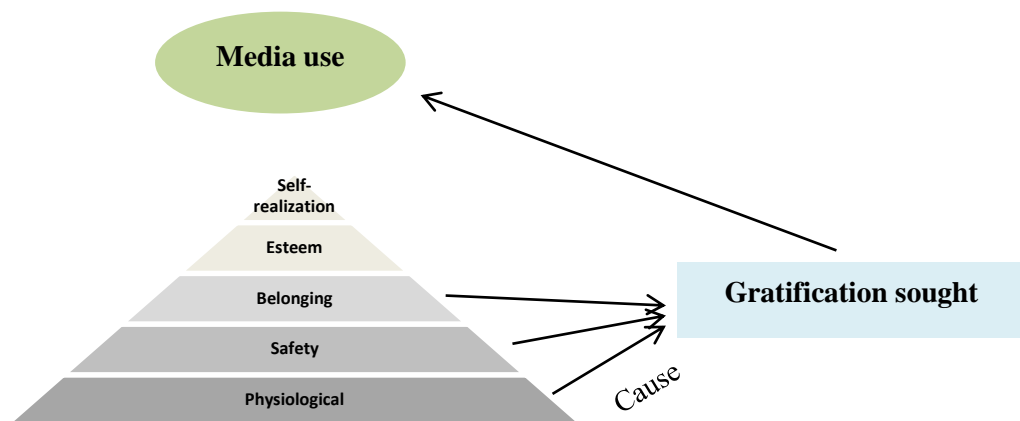 Media use
Self-
realization
Esteem
Belonging
Safety
Physiological
Gratification sought
Cause